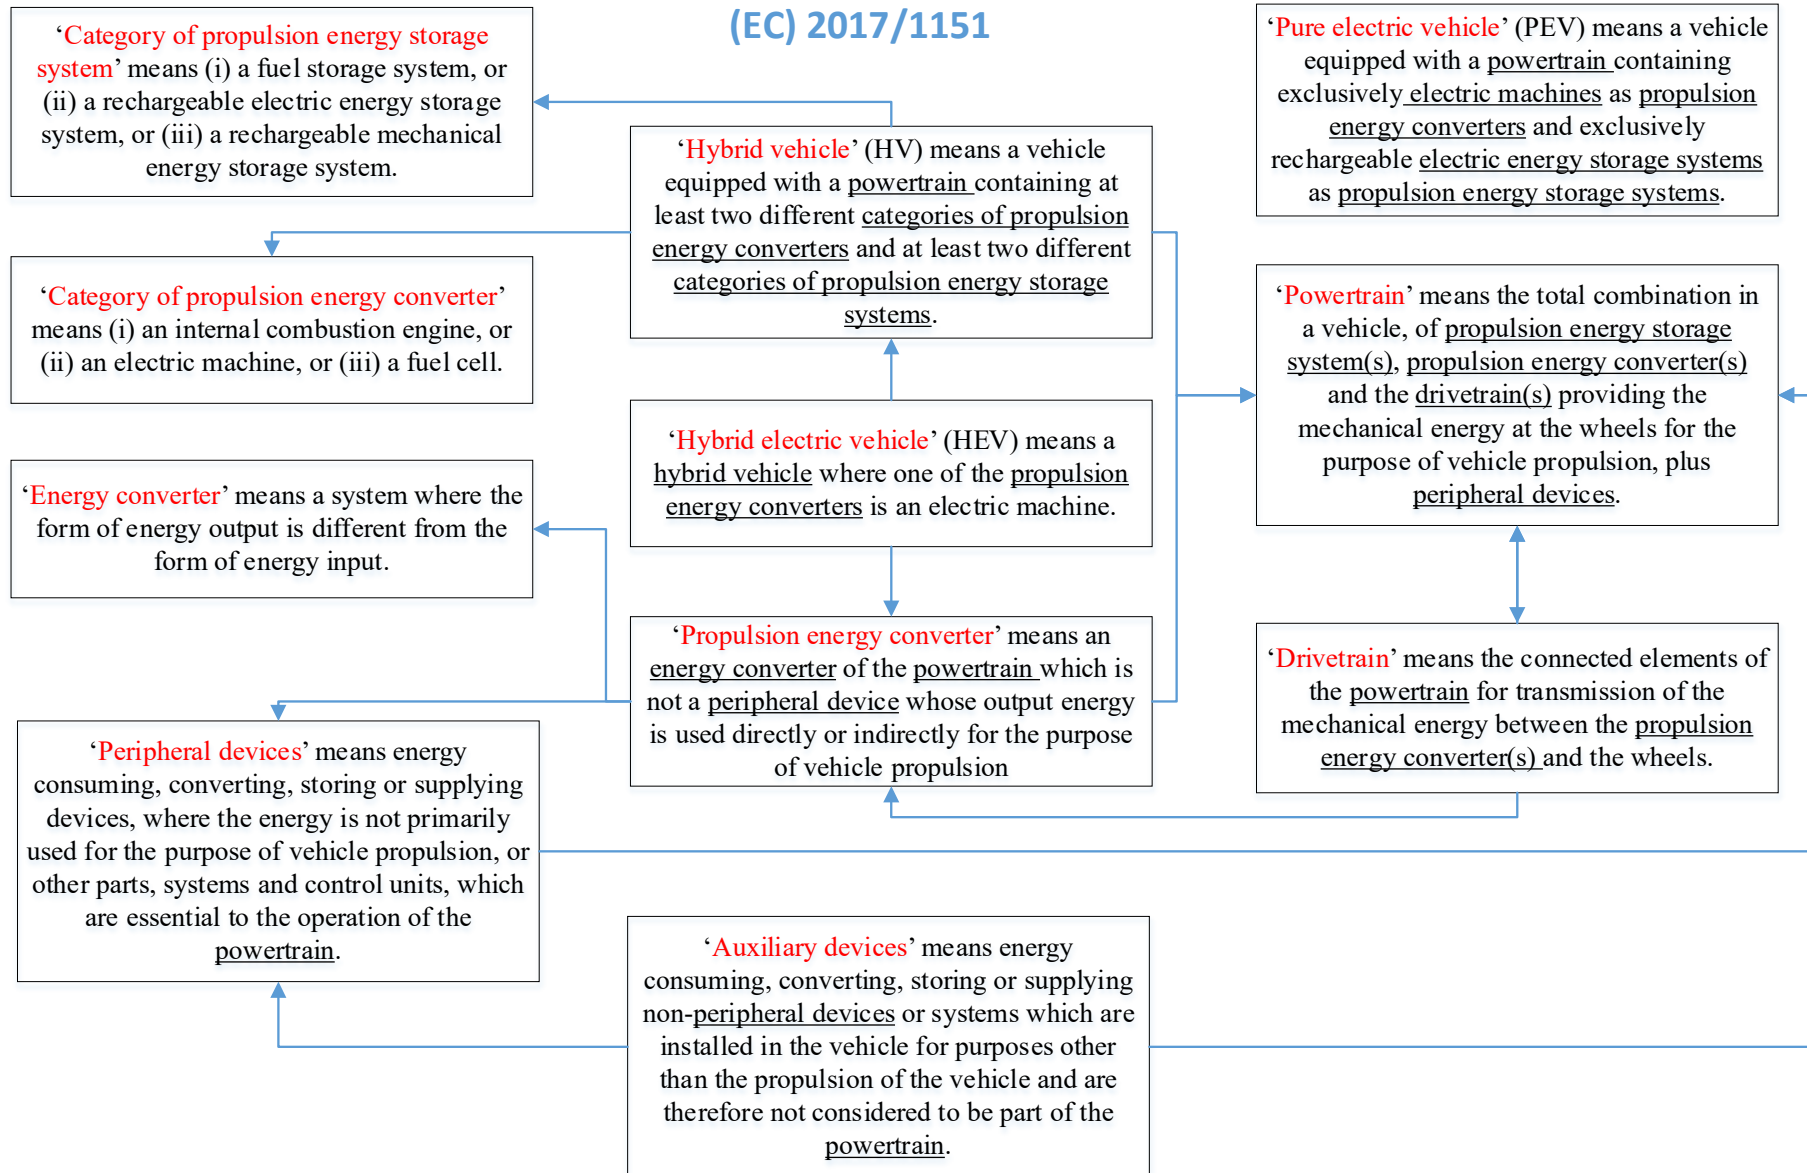 (EC) 2017/1151
‘Category of propulsion energy storage
system’ means (i) a fuel storage system, or
(ii) a rechargeable electric energy storage
system, or (iii) a rechargeable mechanical
energy storage system.
‘Category of propulsion energy converter’
means (i) an internal combustion engine, or
(ii) an electric machine, or (iii) a fuel cell.
‘Energy converter’ means a system where the
form of energy output is different from the
form of energy input.
‘Peripheral devices’ means energy
consuming, converting, storing or supplying
devices, where the energy is not primarily
used for the purpose of vehicle propulsion, or
other parts, systems and control units, which
are essential to the operation of the
powertrain.
‘Hybrid vehicle’ (HV) means a vehicle
equipped with a powertrain containing at
least two different categories of propulsion
energy converters and at least two different
categories of propulsion energy storage
systems.
‘Hybrid electric vehicle’ (HEV) means a
hybrid vehicle where one of the propulsion
energy converters is an electric machine.
‘Propulsion energy converter’ means an
energy converter of the powertrain which is
not a peripheral device whose output energy
is used directly or indirectly for the purpose
of vehicle propulsion
‘Auxiliary devices’ means energy
consuming, converting, storing or supplying
non-peripheral devices or systems which are
installed in the vehicle for purposes other
than the propulsion of the vehicle and are
therefore not considered to be part of the
powertrain.
‘Pure electric vehicle’ (PEV) means a vehicle
equipped with a powertrain containing
exclusively electric machines as propulsion
energy converters and exclusively
rechargeable electric energy storage systems
as propulsion energy storage systems.
‘Powertrain’ means the total combination in
a vehicle, of propulsion energy storage
system(s), propulsion energy converter(s)
and the drivetrain(s) providing the
mechanical energy at the wheels for the
purpose of vehicle propulsion, plus
peripheral devices.
‘Drivetrain’ means the connected elements of
the powertrain for transmission of the
mechanical energy between the propulsion
energy converter(s) and the wheels.